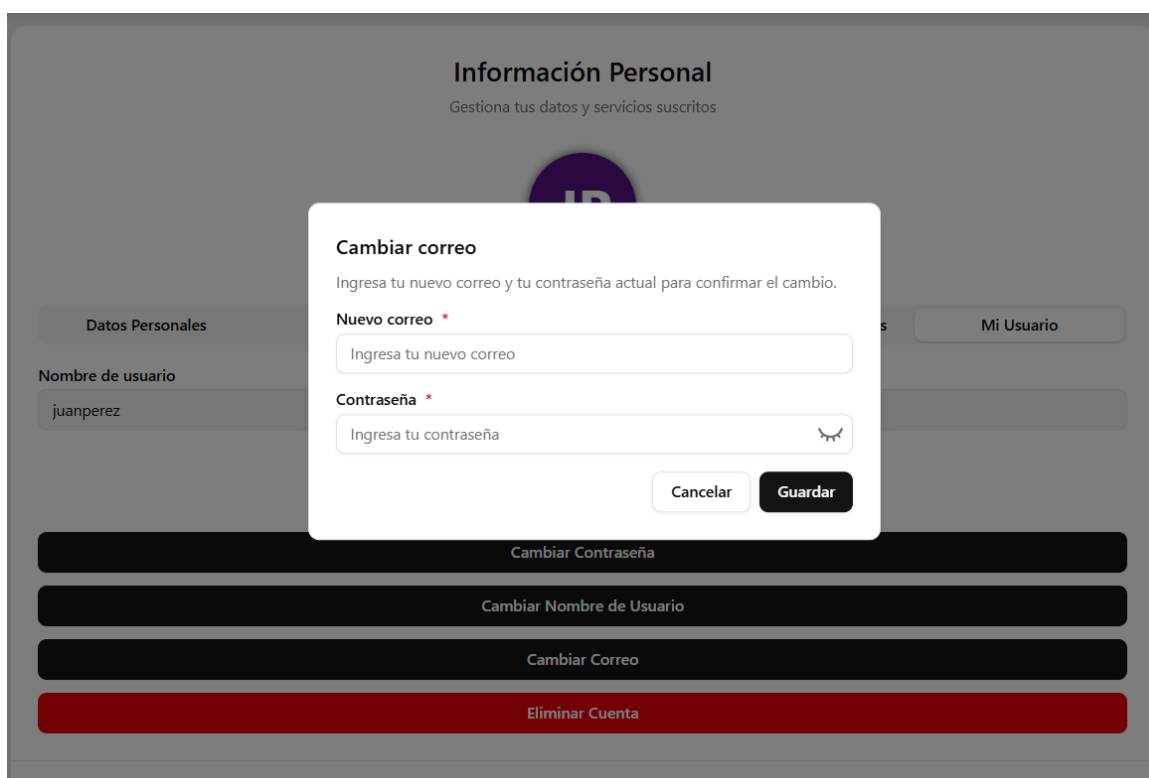 Información Personal
Gestiona tus datos y servicios suscritos
Cambiar correo
Ingresa tu nuevo correo y tu contraseña actual para confirmar el cambio.
Nuevo correo *
Ingresa tu nuevo correo
Contraseña *
Ingresa tu contraseña
Cancelar
Guardar
Datos Personales
Mi Usuario
Nombre de usuario
juanperez
Cambiar Contraseña
Cambiar Nombre de Usuario
Cambiar Correo
Eliminar Cuenta